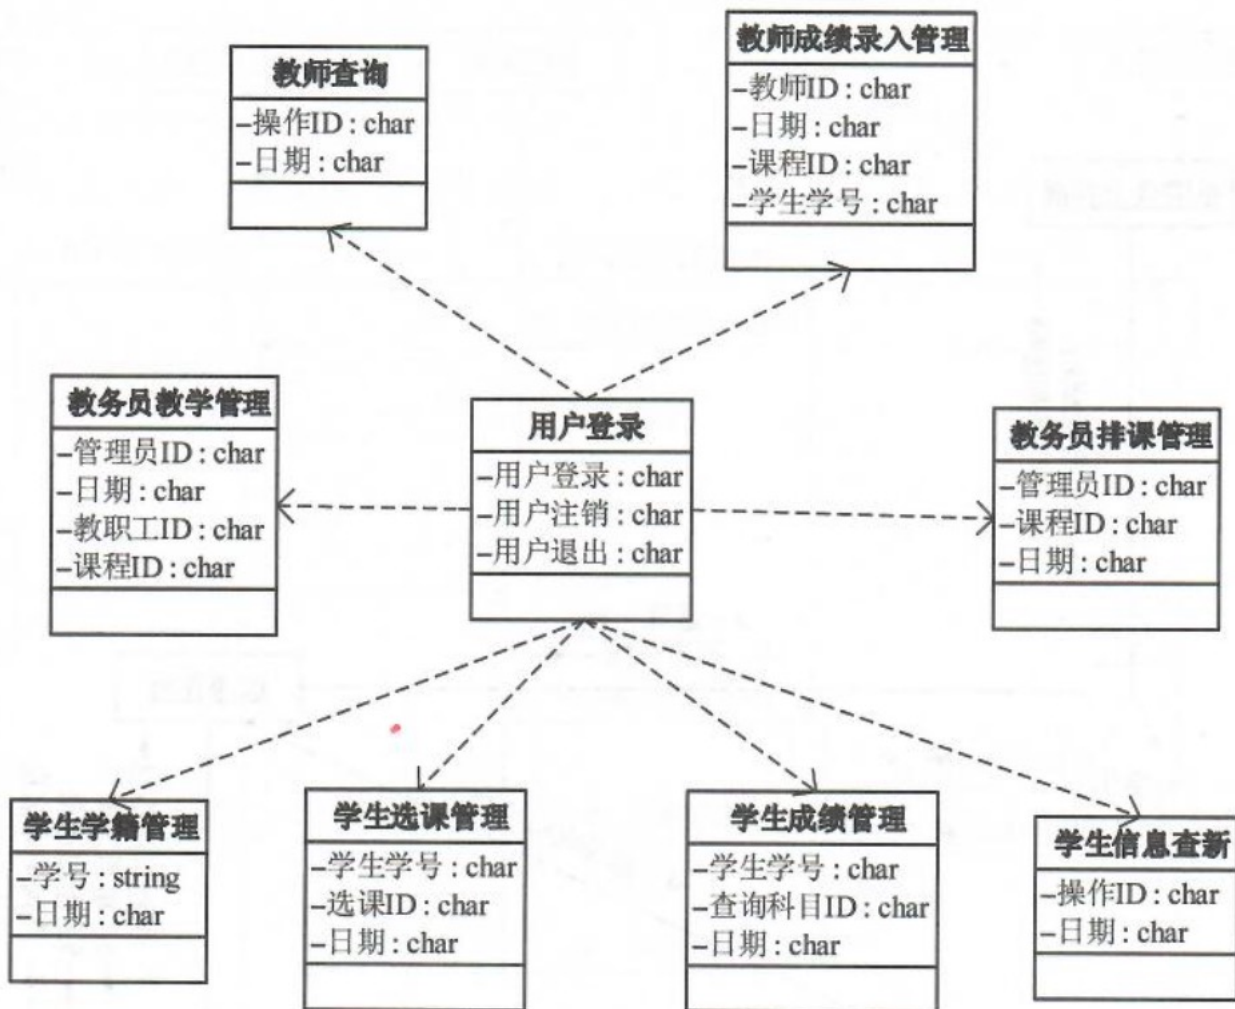 教师查询
–操作ID : char
–日期 : char
教师成绩录入管理
–教师ID : char
–日期 : char
–课程ID : char
–学生学号 : char
教务员教学管理
–管理员ID : char
–日期 : char
–教职工ID : char
–课程ID : char
用户登录
–用户登录 : char
–用户注销 : char
–用户退出 : char
教务员排课管理
–管理员ID : char
–课程ID : char
–日期 : char
学生学籍管理
–学号 : string
–日期 : char
学生选课管理
–学生学号 : char
–选课ID : char
–日期 : char
学生成绩管理
–学生学号 : char
–查询科目ID : char
–日期 : char
学生信息查新
–操作ID : char
–日期 : char